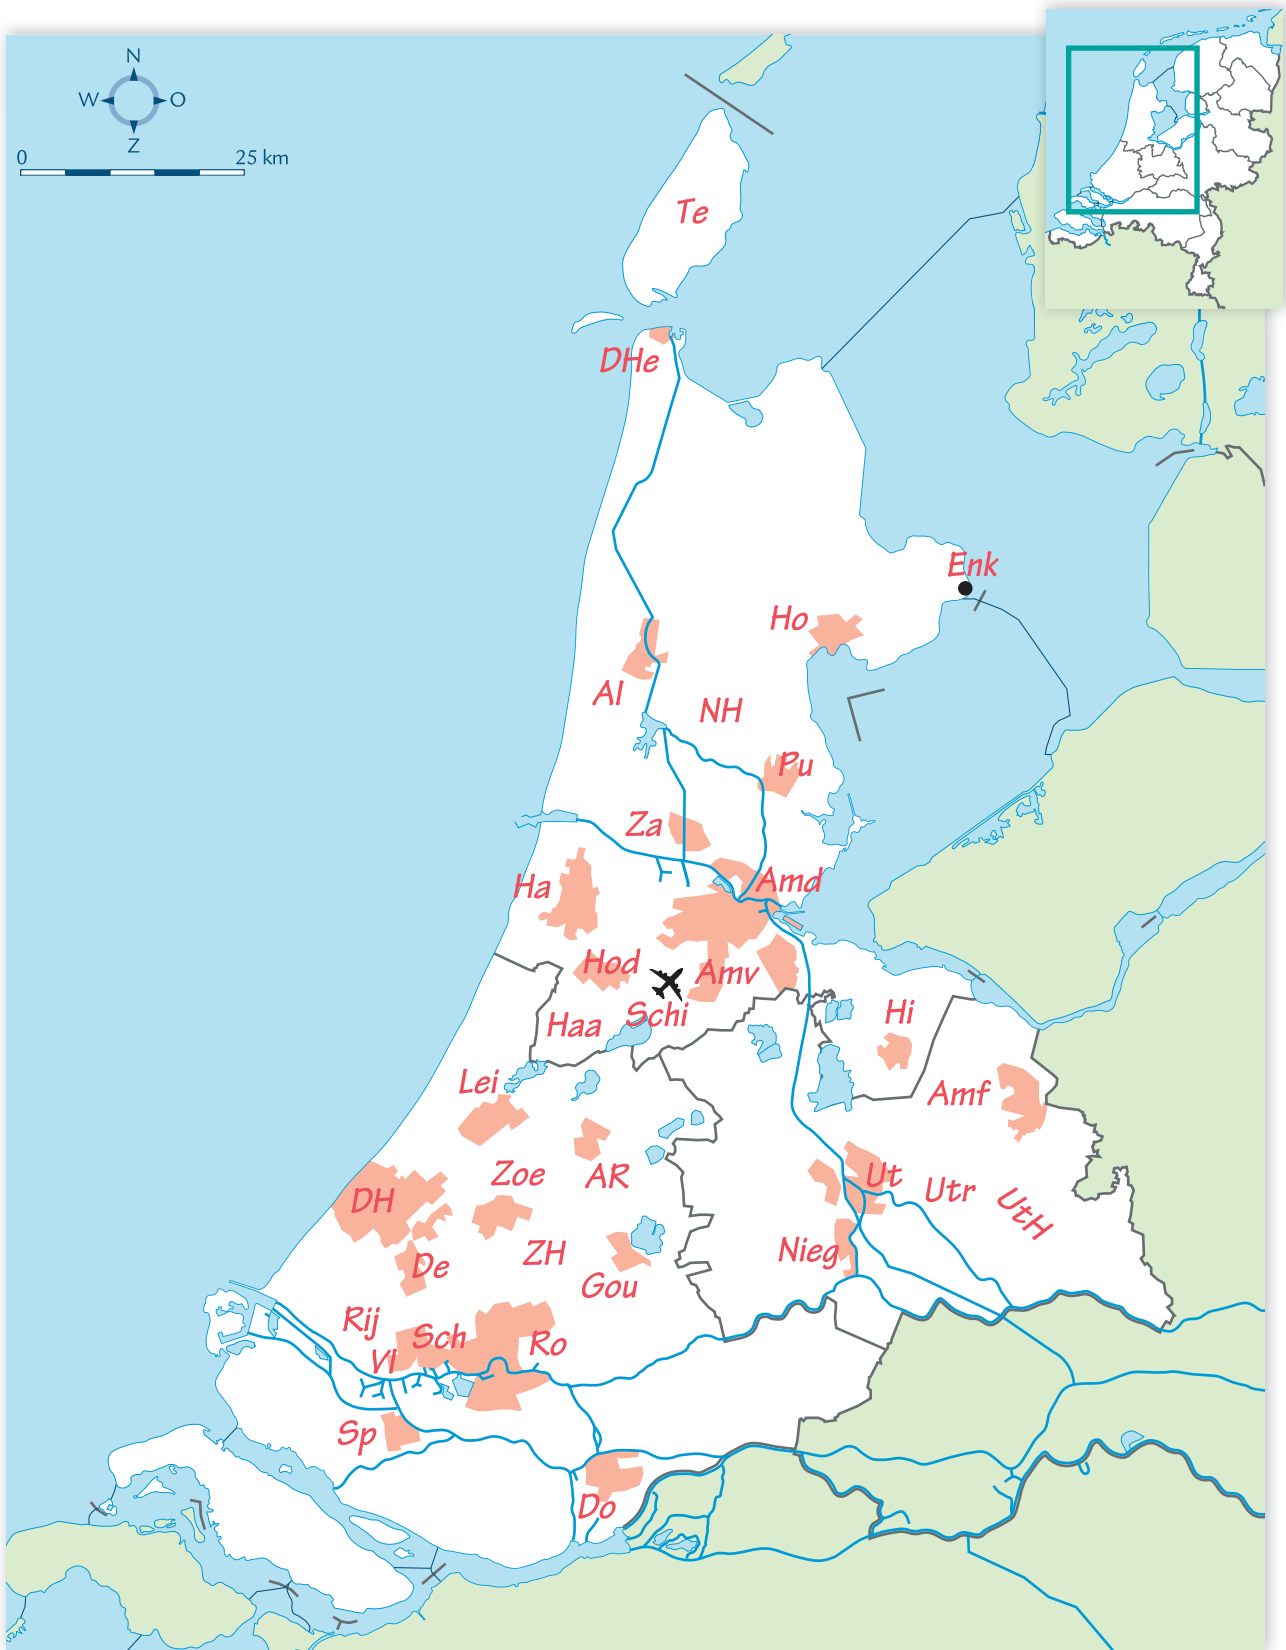 N
W O
Z
0 25 km
Te
DHe
Enk
Ho
Al
NH
Pu
Za
Amd
Ha
Hod
Amv
Schi
Haa
Hi
Lei
Amf
Zoe
AR
Ut
Utr
UtH
DH
Nieg
ZH
De
Gou
Rij
Sch
Ro
Vl
Sp
Do